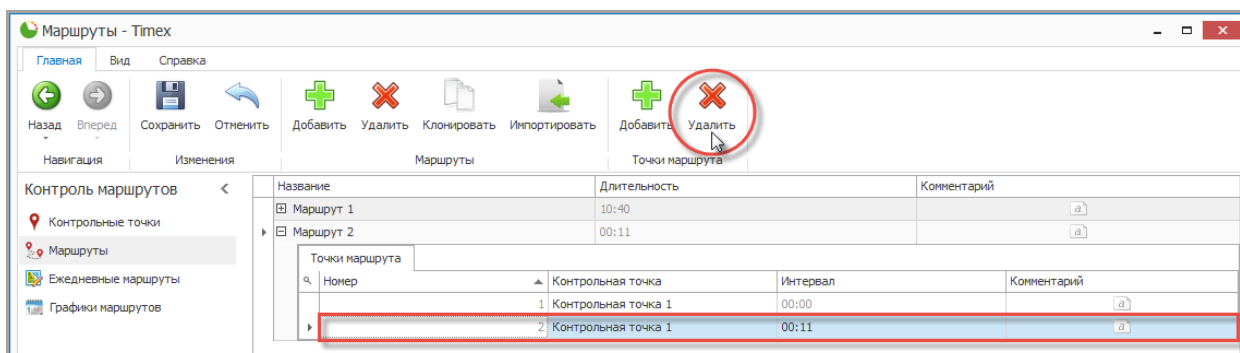 Маршруты - Timex
Главная Вид Справка
Назад Вперед Сохранить Отменить Добавить Удалить Клонировать Импортировать Добавить Удалить
Навигация Изменения Маршруты Точки маршрута
Контроль маршрутов
Контрольные точки
Маршруты
Ежедневные маршруты
Графики маршрутов
Название Длительность Комментарий
Маршрут 1 10:40 a
Маршрут 2 00:11 a
Точки маршрута
Номер Контрольная точка Интервал Комментарий
1 Контрольная точка 1 00:00 a
2 Контрольная точка 1 00:11 a